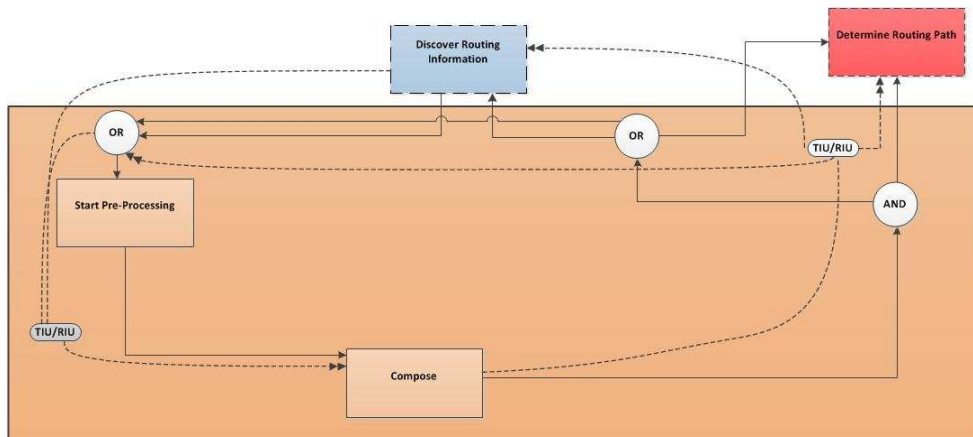 Discover Routing
Information
Determine Routing Path
OR
OR
TIU/RIU
Start Pre-Processing
AND
TIU/RIU
Compose